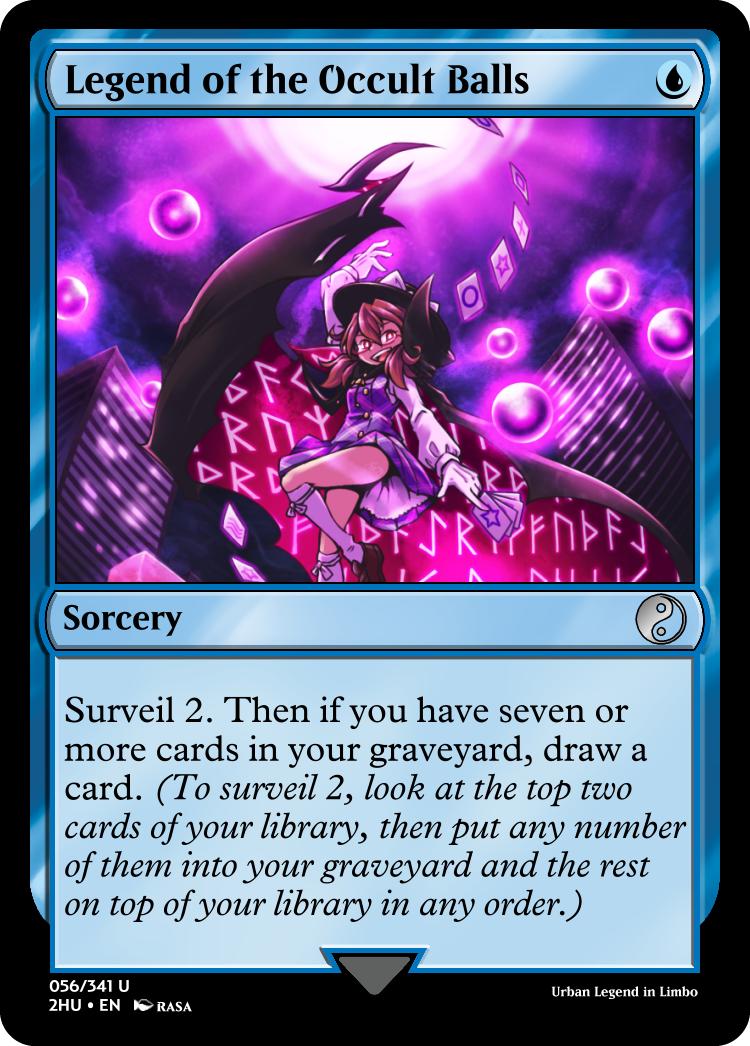 Legend of the Occult Balls
Sorcery
Surveil 2. Then if you have seven or
more cards in your graveyard, draw a
card. (To surveil 2, look at the top two
cards of your library, then put any number
of them into your graveyard and the rest
on top of your library in any order.)
056/341 U
2HU • EN RASA
Urban Legend in Limbo